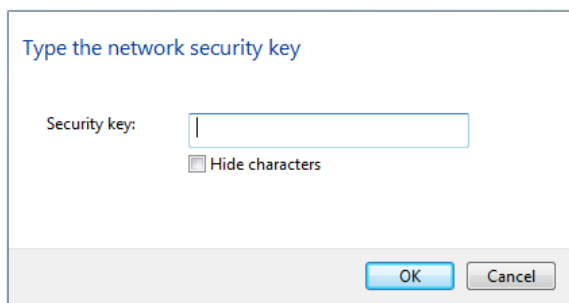 Type the network security key
Security key:
Hide characters
OK Cancel